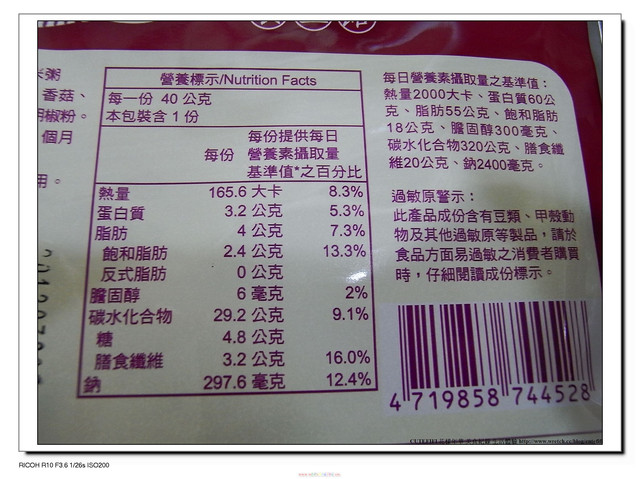 粥
香菇、
椒粉。
個月
用。
營養標示/Nutrition Facts
每一份 40 公克
本包裝含 1 份
每份
每份提供每日
營養素攝取量
基準值*之百分比
熱量 165.6 大卡 8.3%
蛋白質 3.2 公克 5.3%
脂肪 4 公克 7.3%
飽和脂肪 2.4 公克 13.3%
反式脂肪 0 公克
膽固醇 6 毫克 2%
碳水化合物 29.2 公克 9.1%
糖 4.8 公克
膳食纖維 3.2 公克 16.0%
鈉 297.6 毫克 12.4%
每日營養素攝取量之基準值：
熱量2000大卡、蛋白質60公
克、脂肪55公克、飽和脂肪
18公克、膽固醇300毫克、
碳水化合物320公克、膳食纖
維20公克、鈉2400毫克。
過敏原警示：
此產品成份含有豆類、甲殼動
物及其他過敏原等製品，請於
食品方面易過敏之消費者購買
時，仔細閱讀成份標示。
4 719858 744528
RICOH R10 F3.6 1/26s ISO200